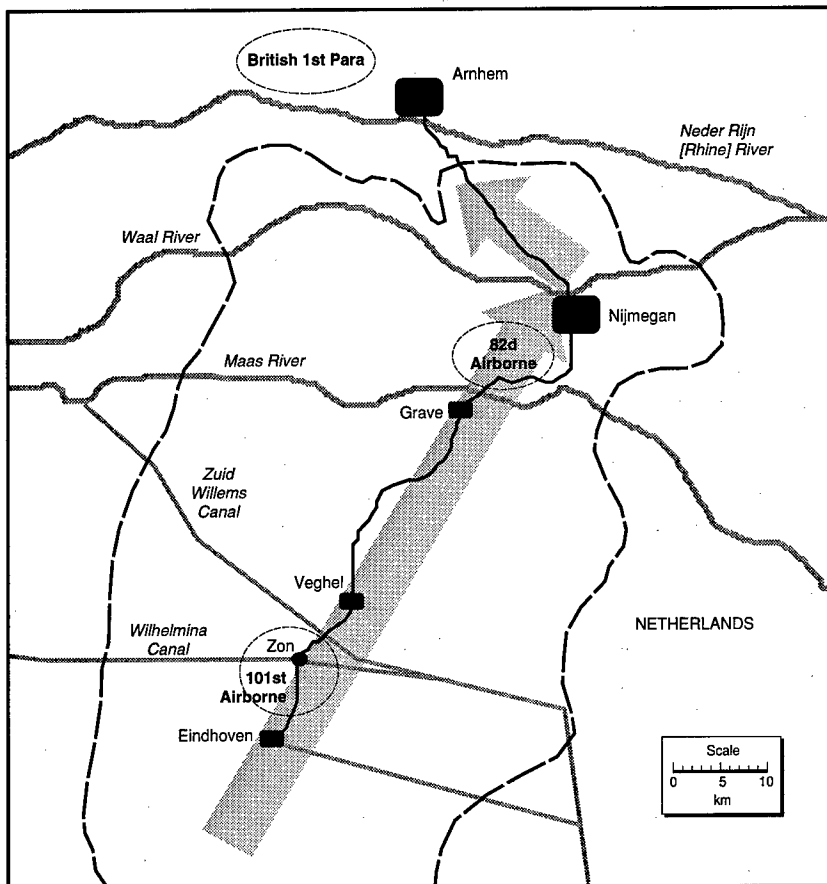 British 1st Para
Arnhem
Neder Rijn
[Rhine] River
Waal River
Nijmegan
82d
Airborne
Maas River
Grave
Zuid
Willems
Canal
Veghel
NETHERLANDS
Wilhelmina
Canal
Zon
101st
Airborne
Eindhoven
Scale
0 5 10
km